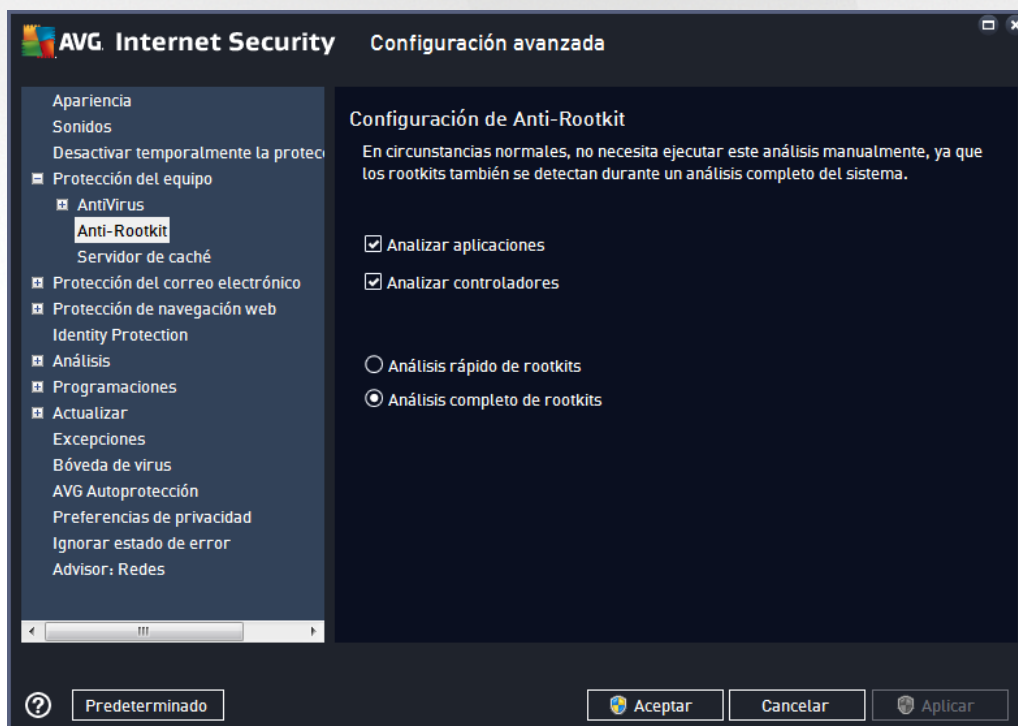 AVG. Internet Security Configuración avanzada
Apariencia
Sonidos
Desactivar temporalmente la protec
Protección del equipo
AntiVirus
Anti-Rootkit
Servidor de caché
Protección del correo electrónico
Protección de navegación web
Identity Protection
Análisis
Programaciones
Actualizar
Excepciones
Bóveda de virus
AVG Autoprotección
Preferencias de privacidad
Ignorar estado de error
Advisor: Redes
Configuración de Anti-Rootkit
En circunstancias normales, no necesita ejecutar este análisis manualmente, ya que
los rootkits también se detectan durante un análisis completo del sistema.
Analizar aplicaciones
Analizar controladores
Análisis rápido de rootkits
Análisis completo de rootkits
? Predeterminado Aceptar Cancelar Aplicar